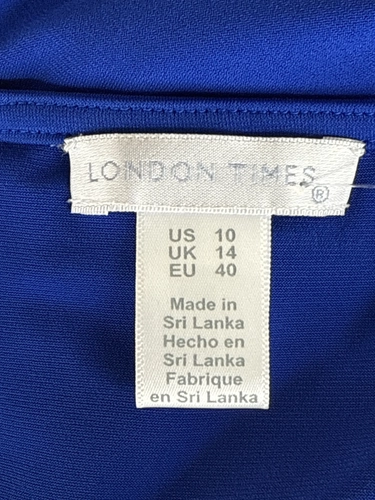 LONDON TIMES ®
US 10
UK 14
EU 40
Made in
Sri Lanka
Hecho en
Sri Lanka
Fabrique
en Sri Lanka